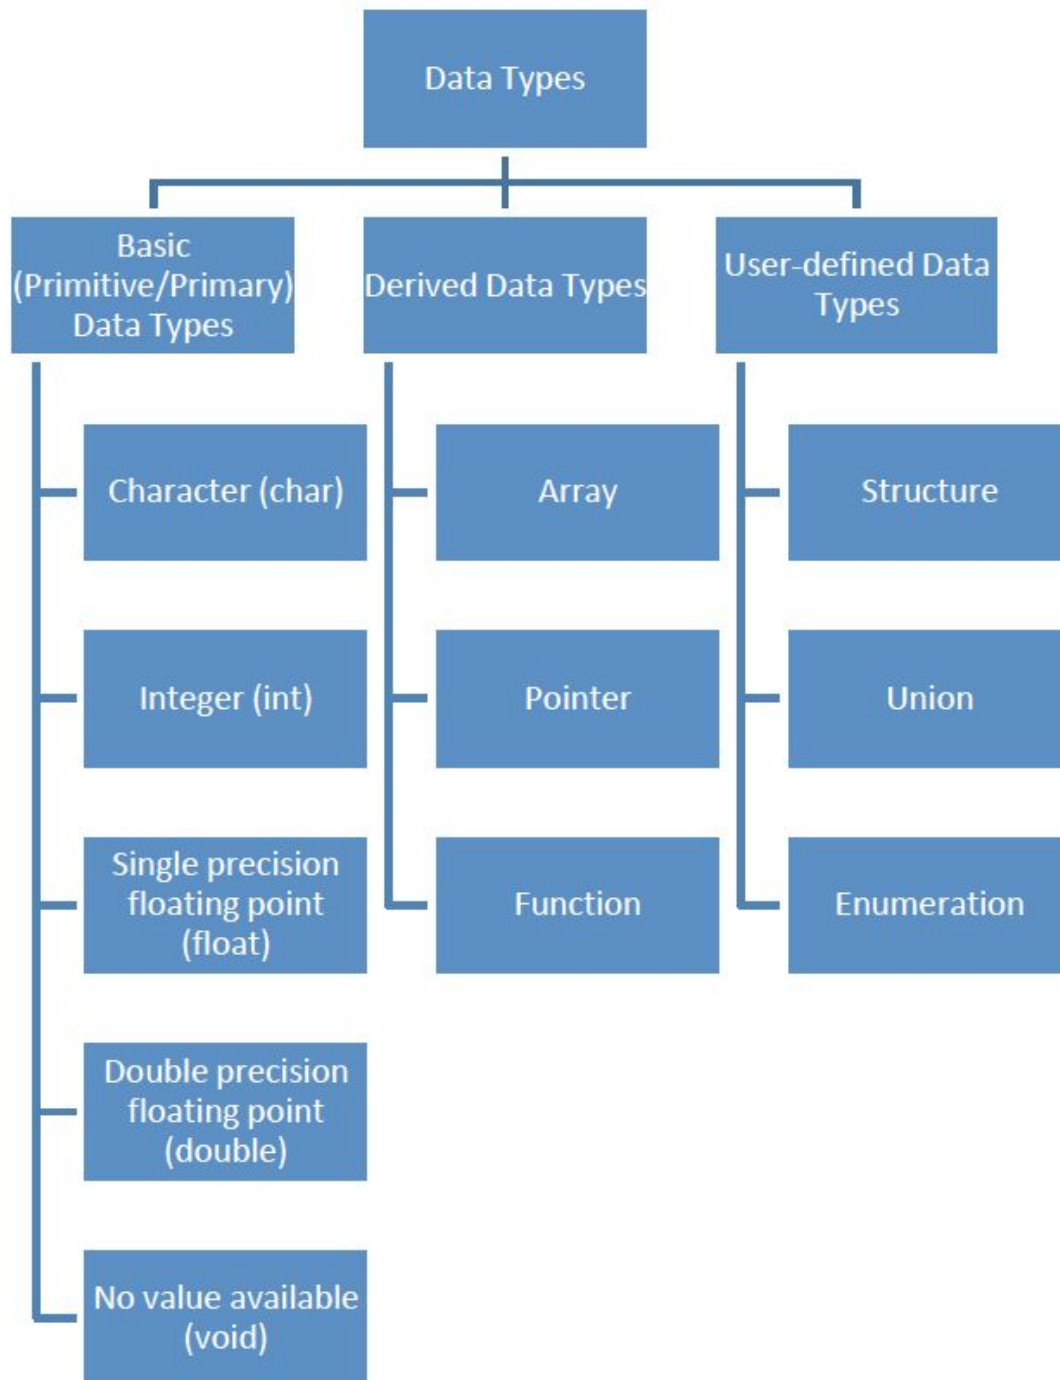 Data Types
Basic
(Primitive/Primary)
Data Types
Derived Data Types
User-defined Data
Types
Character (char)
Array
Structure
Integer (int)
Pointer
Union
Single precision
floating point
(float)
Function
Enumeration
Double precision
floating point
(double)
No value available
(void)